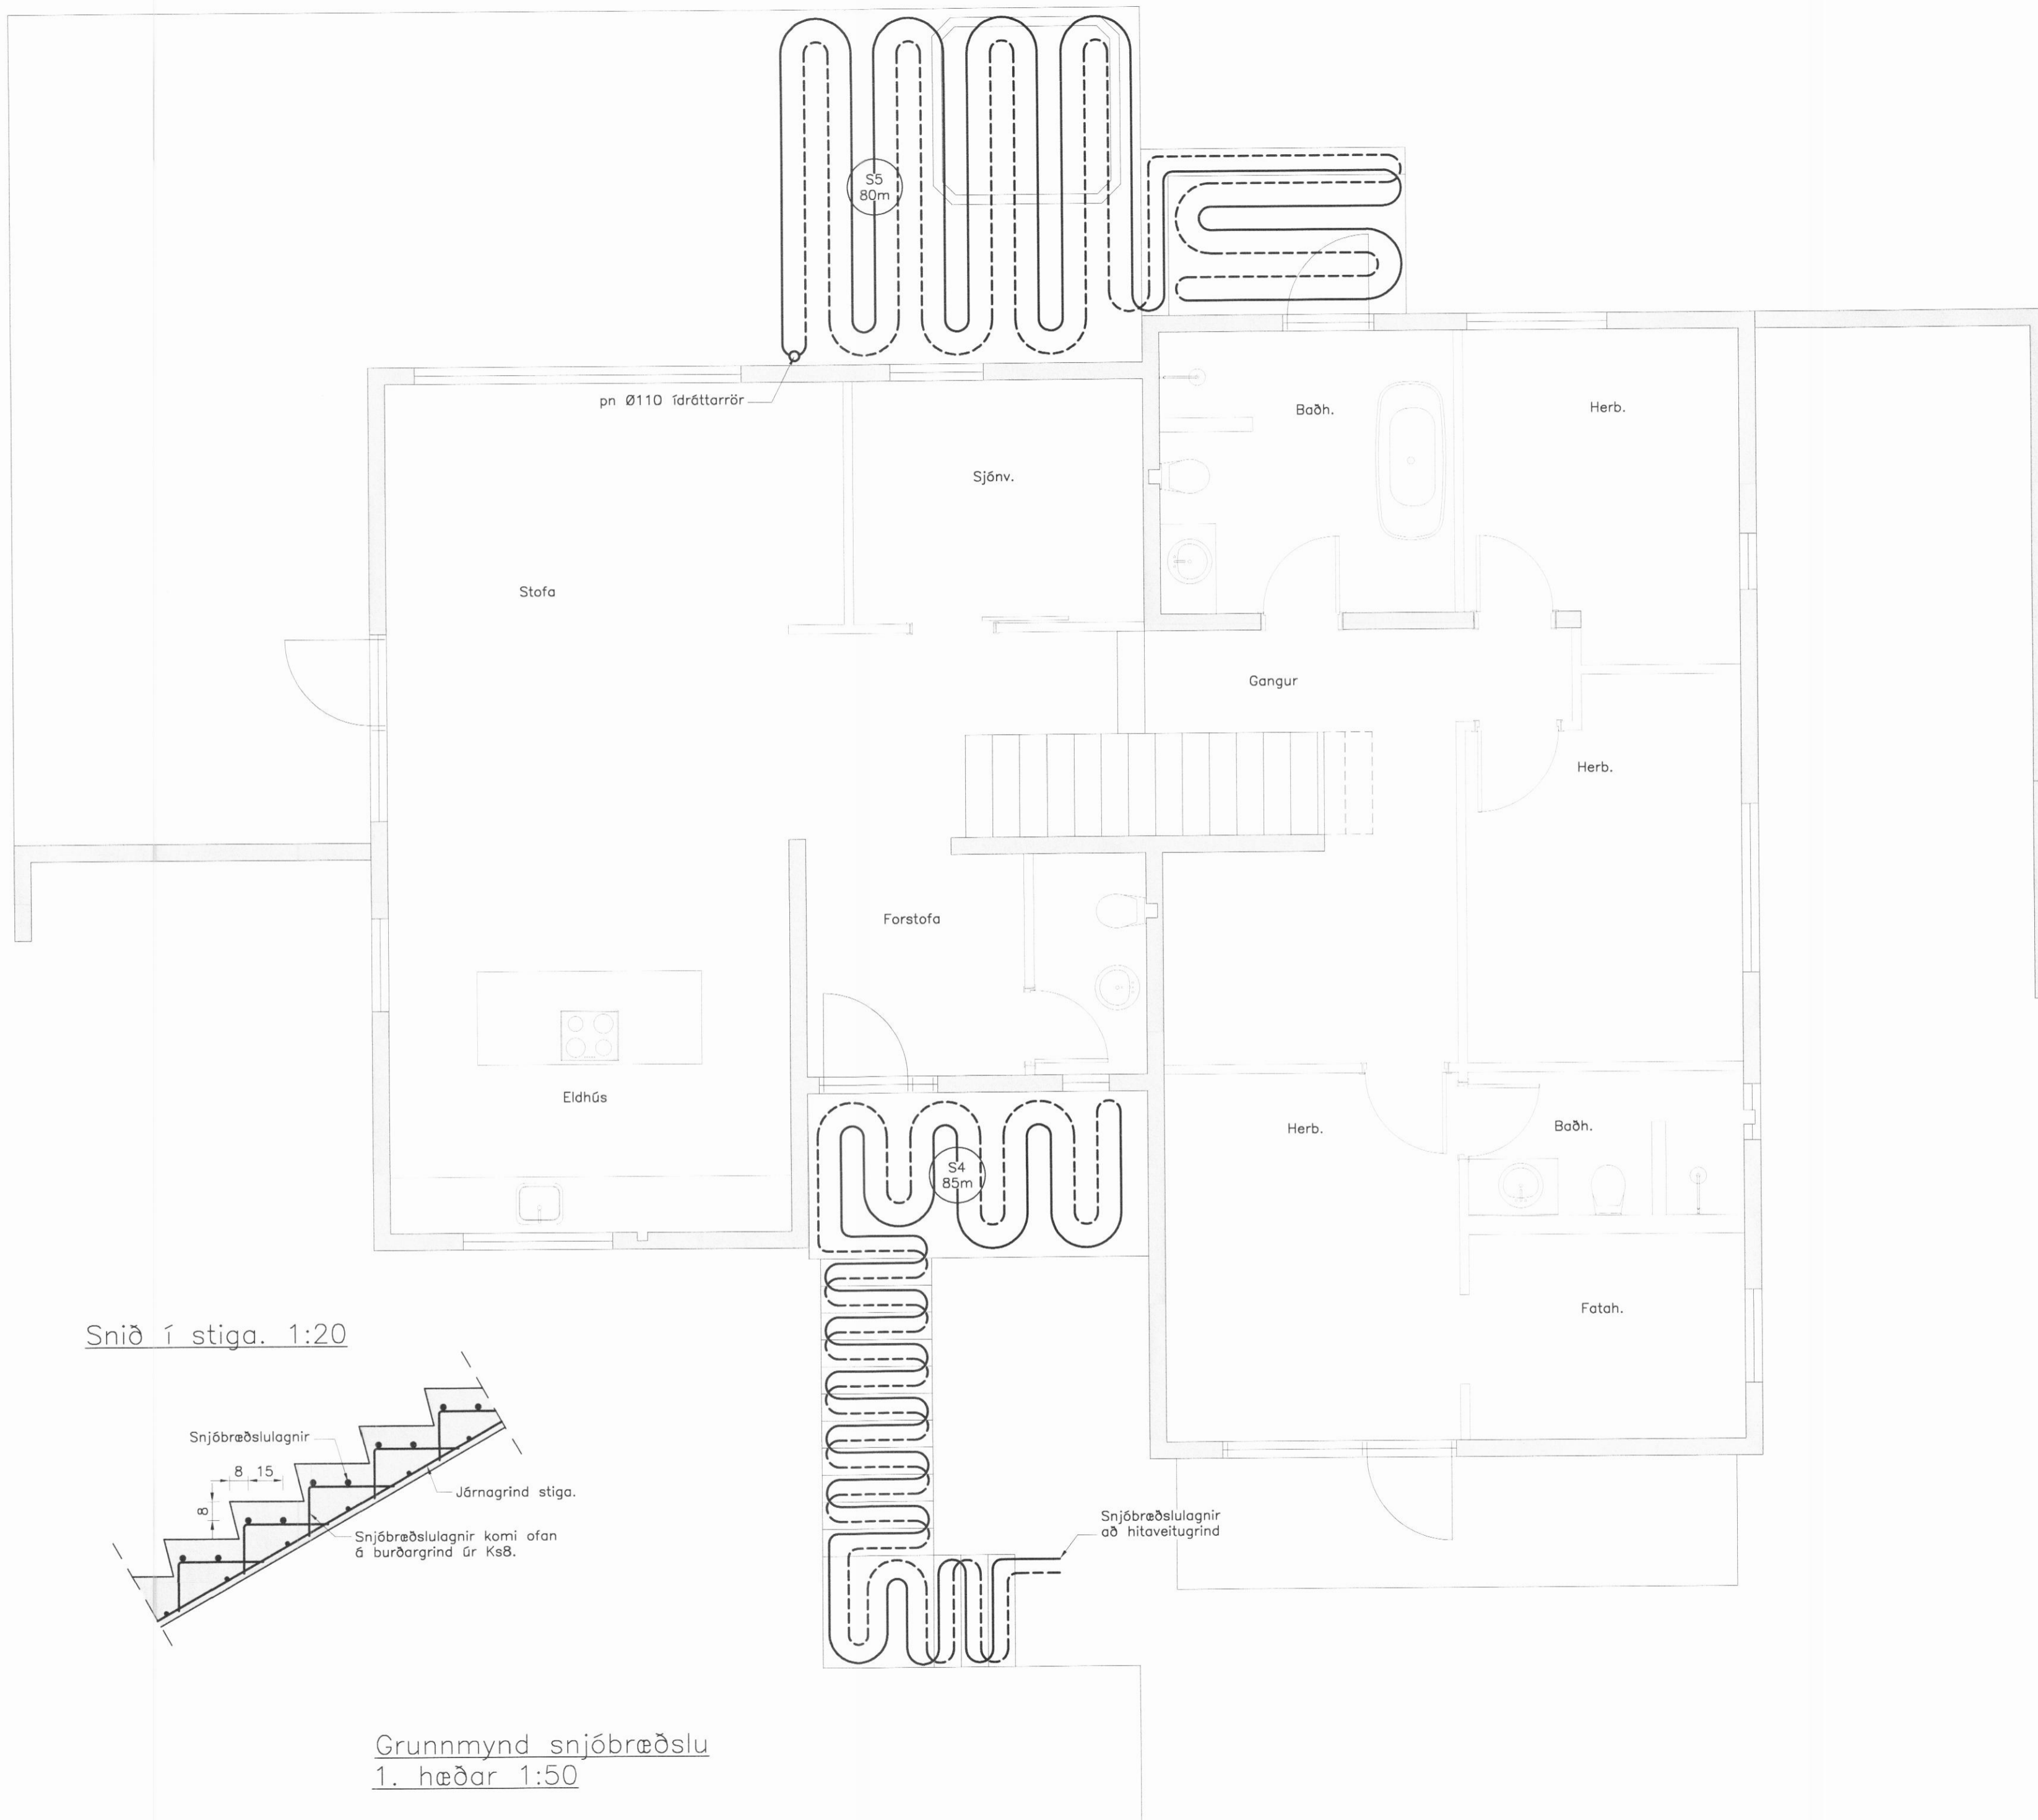 S5
80m
pn Ø110 ídráttarrör
Baðh.
Herb.
Sjónv.
Stofa
Gangur
Herb.
Forstofa
Eldhús
Herb.
Baðh.
S4
85m
Fatah.
Snið í stiga. 1:20
Snjóbræðslulagnir
8 15
8
Járnagrind stiga.
Snjóbræðslulagnir komi ofan
á burðargrind úr Ks8.
Snjóbræðslulagnir
að hitaveitugrind
Grunnmynd snjóbræðslu
1. hæðar 1:50